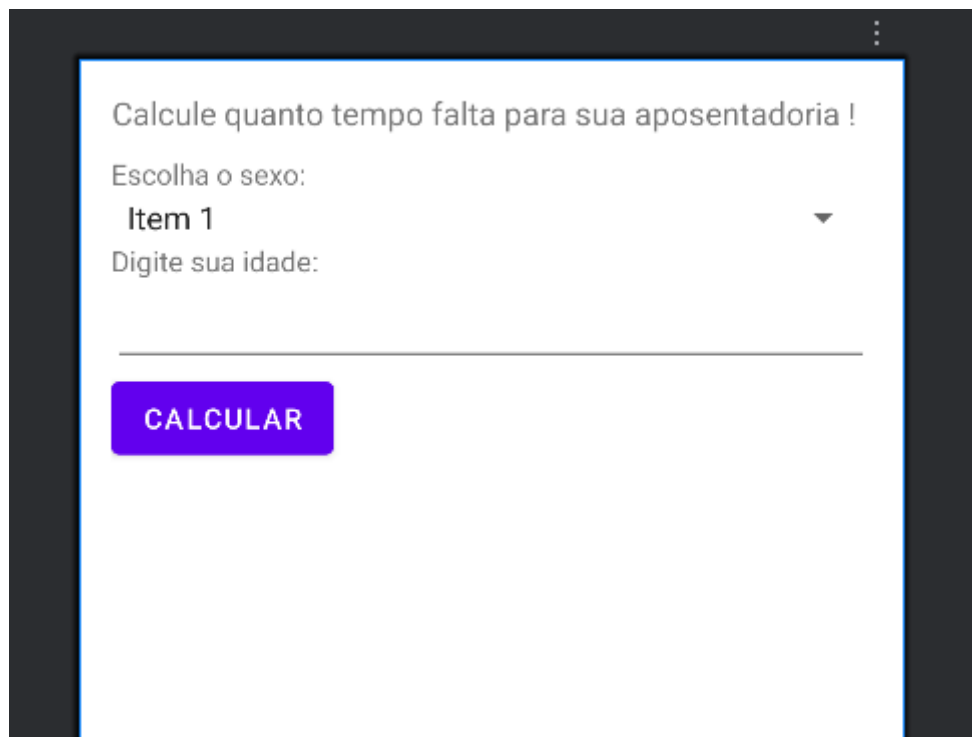 Calcule quanto tempo falta para sua aposentadoria !
Escolha o sexo:
Item 1
Digite sua idade:
CALCULAR